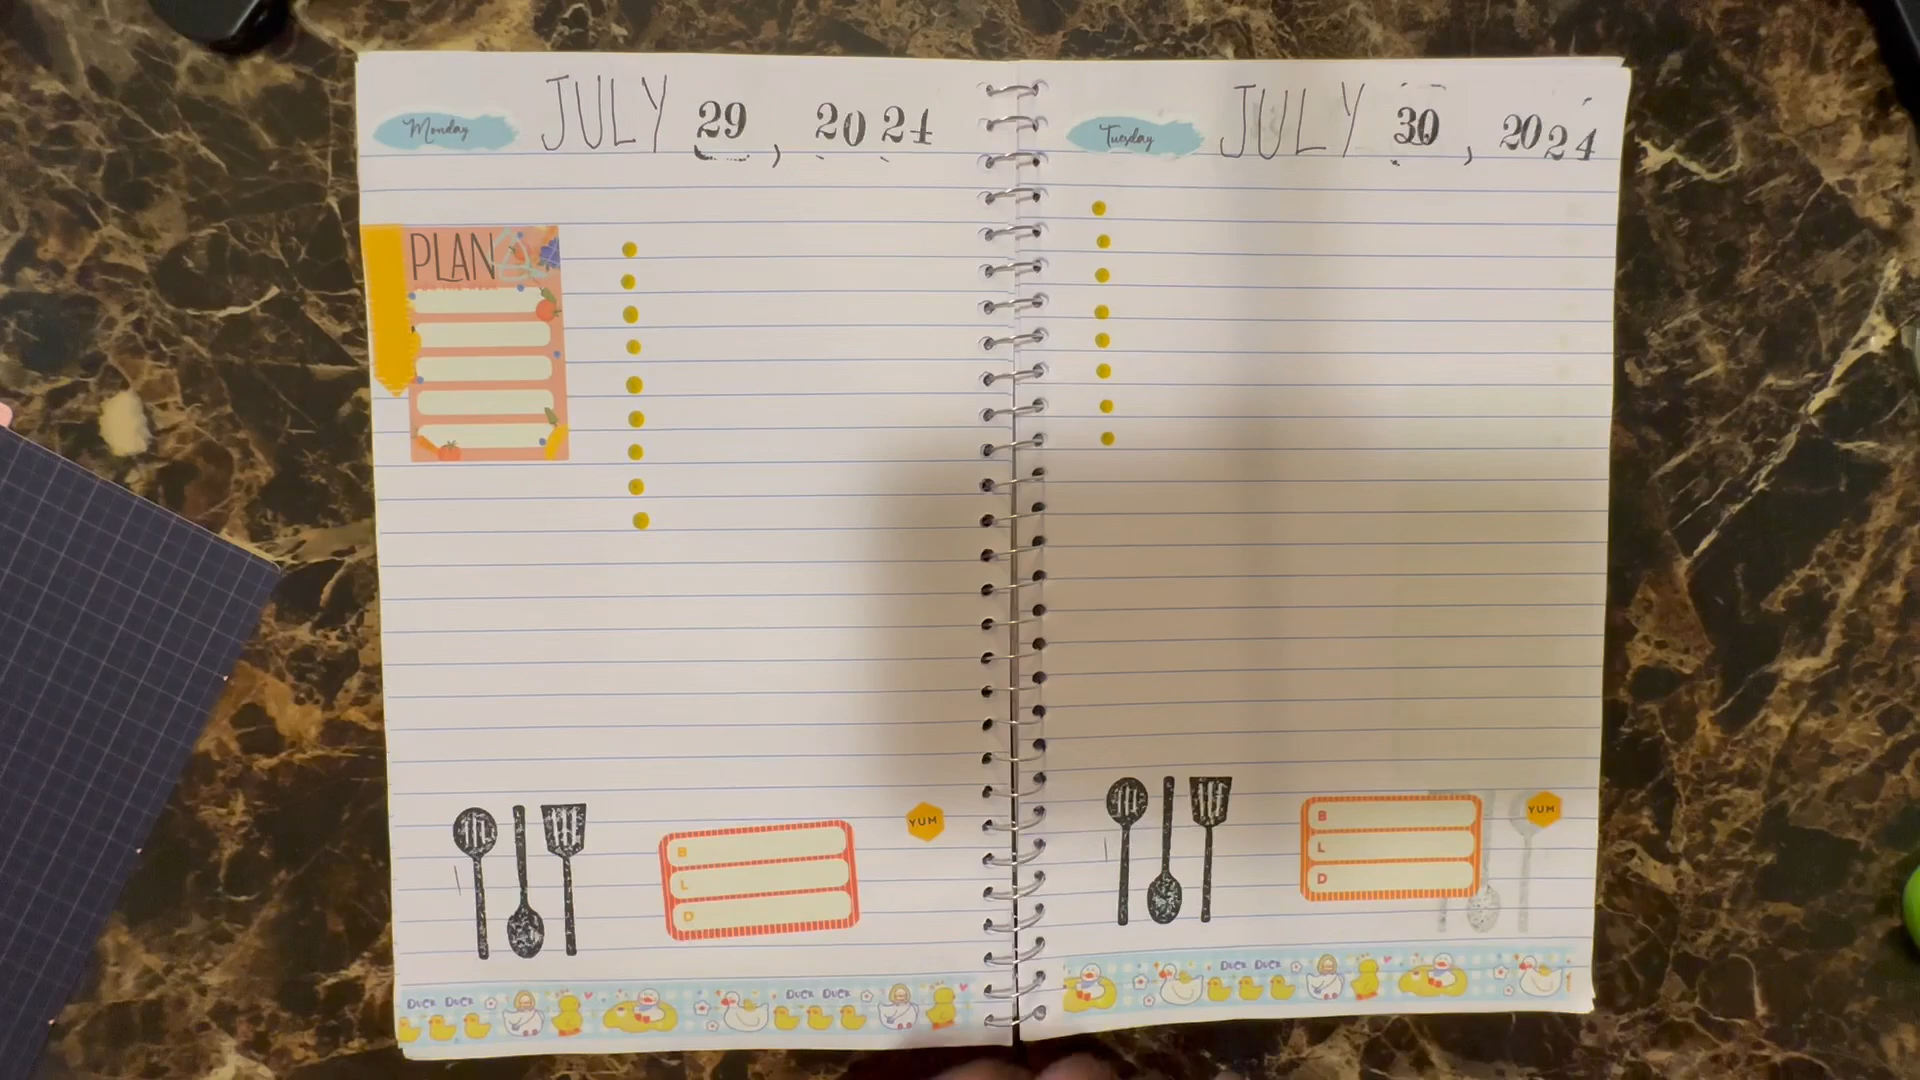 Monday JULY 29, 2024
PLAN
YUM
B
L
D
DUCK DUCK DUCK DUCK
Tuesday JULY 30, 2024
YUM
B
L
D
DUCK DUCK